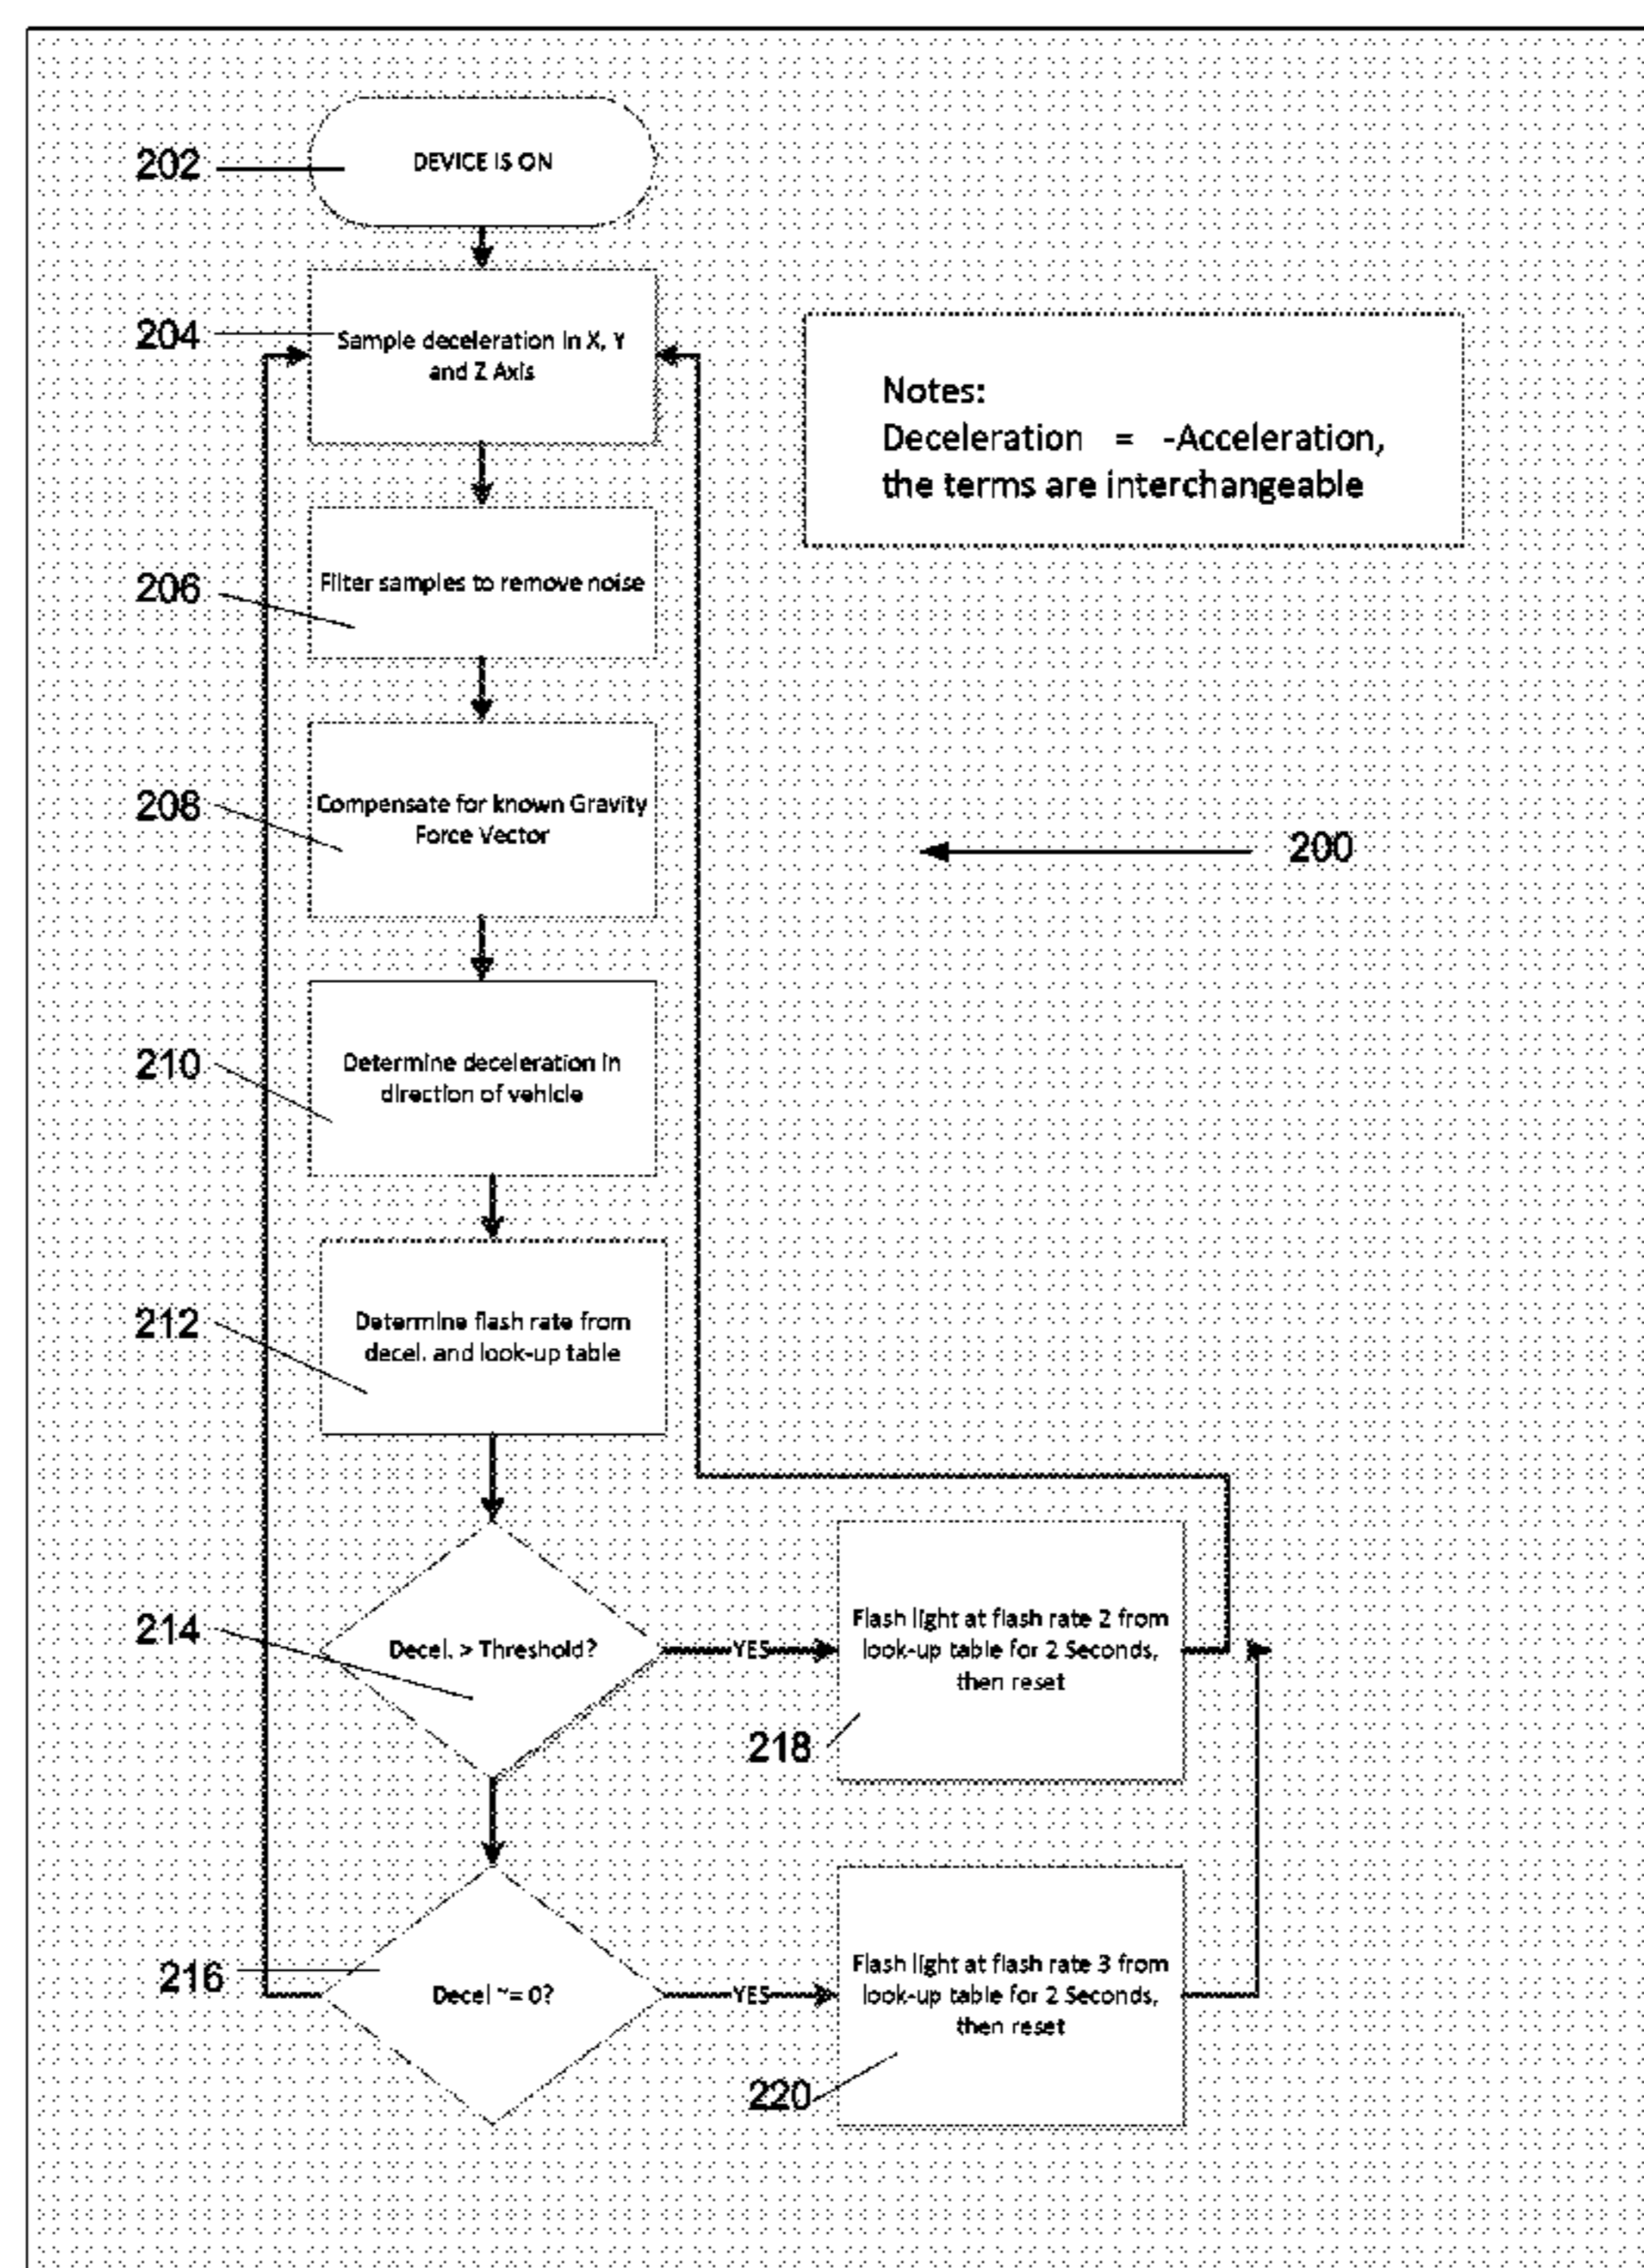 202
DEVICE IS ON
204
Sample deceleration in X, Y
and Z Axis
Notes:
Deceleration = -Acceleration,
the terms are interchangeable
206
Filter samples to remove noise
208
Compensate for known Gravity
Force Vector
200
210
Determine deceleration in
direction of vehicle
212
Determine flash rate from
decel. and look-up table
214
Decel. > Threshold?
YES
Flash light at flash rate 2 from
look-up table for 2 Seconds,
then reset
218
216
Decel ~= 0?
YES
Flash light at flash rate 3 from
look-up table for 2 Seconds,
then reset
220